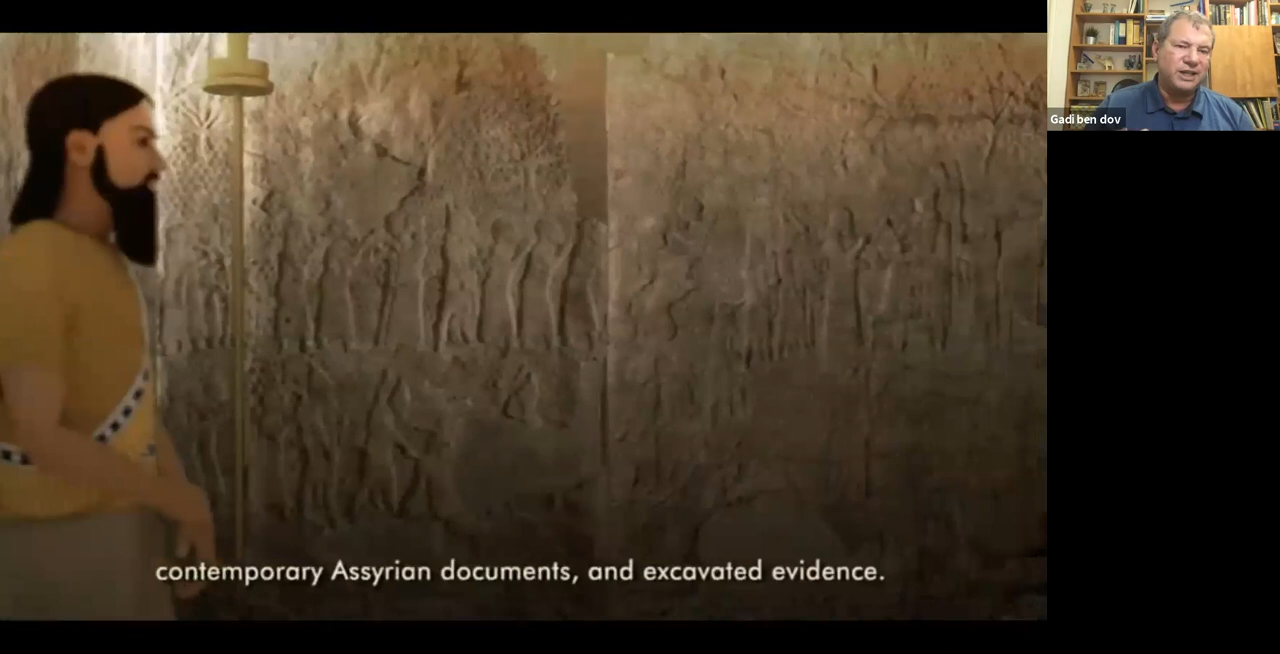 Gadi ben dov
contemporary Assyrian documents, and excavated evidence.